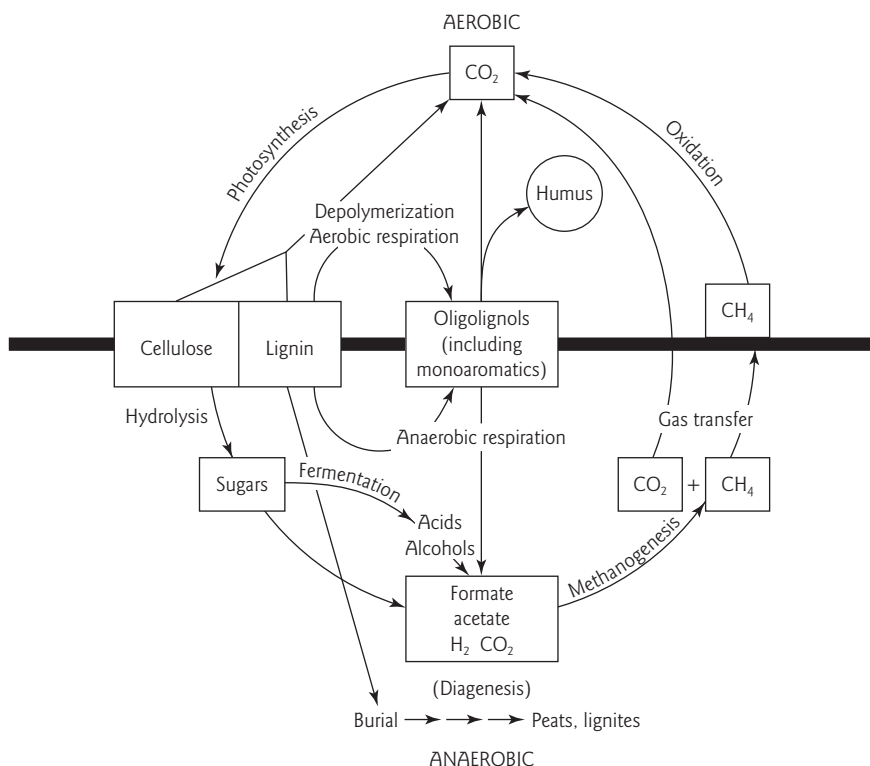 AEROBIC
CO₂
Photosynthesis
Oxidation
Humus
Depolymerization
Aerobic respiration
CH₄
Cellulose
Lignin
Oligolignols
(including
monoaromatics)
Hydrolysis
Anaerobic respiration
Gas transfer
Sugars
Fermentation
CO₂ + CH₄
Acids
Alcohols
Methanogenesis
Formate
acetate
H₂ CO₂
(Diagenesis)
Burial
Peats, lignites
ANAEROBIC